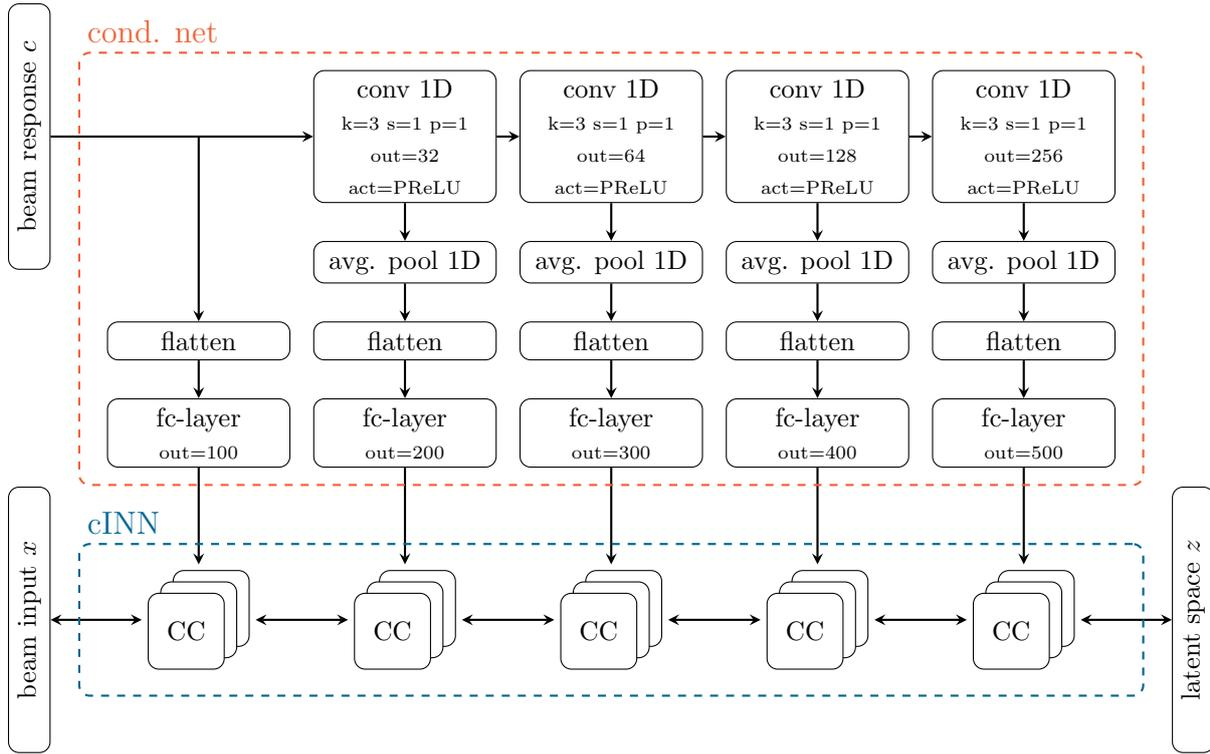 beam response c
cond. net
conv 1D
k=3 s=1 p=1
out=32
act=PReLU
conv 1D
k=3 s=1 p=1
out=64
act=PReLU
conv 1D
k=3 s=1 p=1
out=128
act=PReLU
conv 1D
k=3 s=1 p=1
out=256
act=PReLU
avg. pool 1D
avg. pool 1D
avg. pool 1D
avg. pool 1D
flatten
flatten
flatten
flatten
flatten
fc-layer
out=100
fc-layer
out=200
fc-layer
out=300
fc-layer
out=400
fc-layer
out=500
cINN
beam input x
CC
CC
CC
CC
CC
latent space z